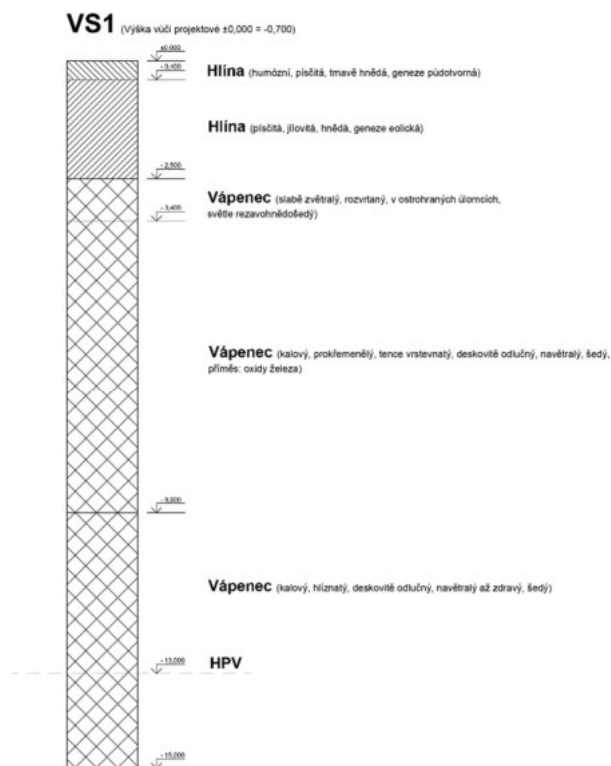 VS1 (Výška vůči projektové ±0,000 = -0,700)
±0,000
- 0,400
Hlína (humózní, písčitá, tmavě hnědá, geneze půdotvorná)
Hlína (písčitá, jílovitá, hnědá, geneze eolická)
- 2,500
Vápenec (slabě zvětralý, rozvrtaný, v ostrohraných úlomcích,
světle rezavohnědošedý)
- 3,400
Vápenec (kalový, prokřemenělý, tence vrstevnatý, deskovitě odlučný, navětralý, šedý,
příměs: oxidy železa)
- 9,600
Vápenec (kalový, hlíznatý, deskovitě odlučný, navětralý až zdravý, šedý)
- 13,000
HPV
- 15,000